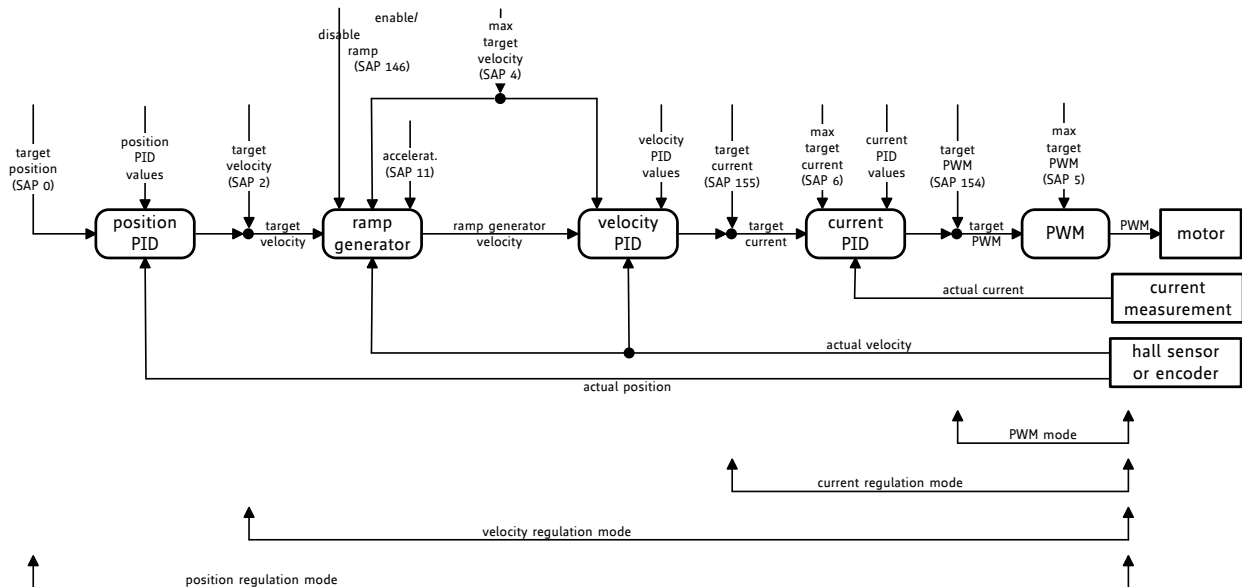 enable/
disable
ramp
(SAP 146)
max
target
velocity
(SAP 4)
target
position
(SAP 0)
position
PID
values
target
velocity
(SAP 2)
accelerat.
(SAP 11)
velocity
PID
values
target
current
(SAP 155)
max
target
current
(SAP 6)
current
PID
values
target
PWM
(SAP 154)
max
target
PWM
(SAP 5)
position
PID
target
velocity
ramp
generator
ramp generator
velocity
velocity
PID
target
current
current
PID
target
PWM
PWM
PWM
motor
actual current
current
measurement
actual velocity
hall sensor
or encoder
actual position
PWM mode
current regulation mode
velocity regulation mode
position regulation mode